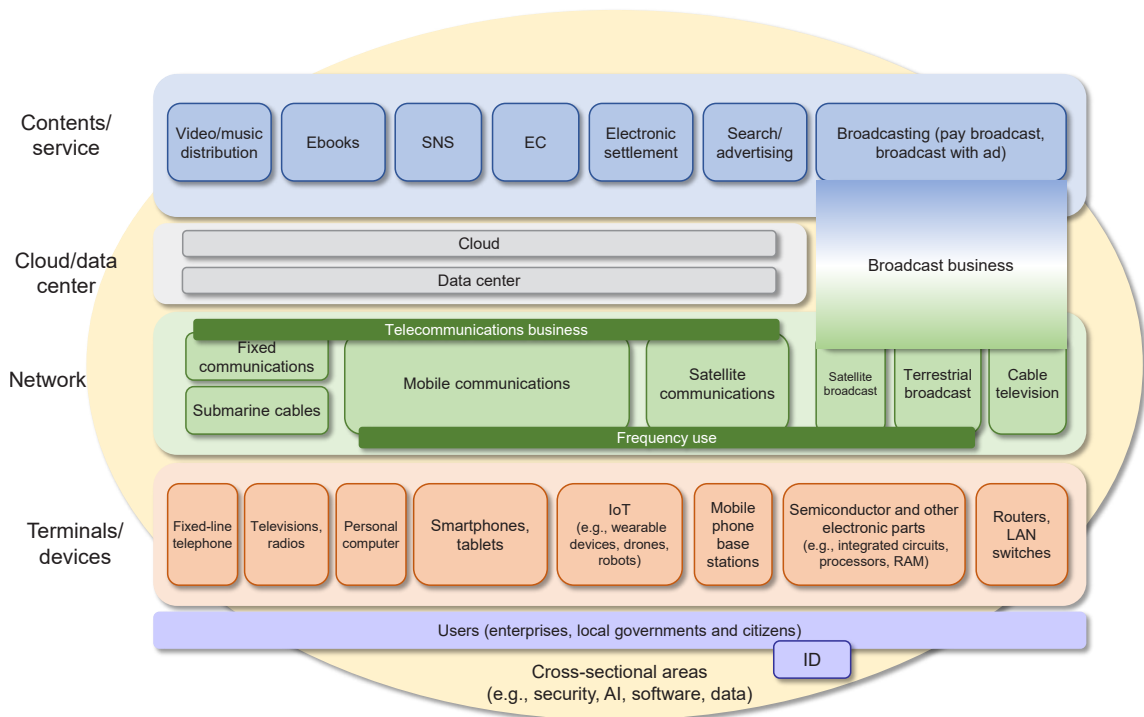 Contents/
service
Video/music
distribution
Ebooks
SNS
EC
Electronic
settlement
Search/
advertising
Broadcasting (pay broadcast,
broadcast with ad)
Cloud/data
center
Cloud
Data center
Broadcast business
Network
Telecommunications business
Fixed
communications
Submarine cables
Mobile communications
Satellite
communications
Satellite
broadcast
Terrestrial
broadcast
Cable
television
Frequency use
Terminals/
devices
Fixed-line
telephone
Televisions,
radios
Personal
computer
Smartphones,
tablets
IoT
(e.g., wearable
devices, drones,
robots)
Mobile
phone
base
stations
Semiconductor and other
electronic parts
(e.g., integrated circuits,
processors, RAM)
Routers,
LAN
switches
Users (enterprises, local governments and citizens)
ID
Cross-sectional areas
(e.g., security, AI, software, data)